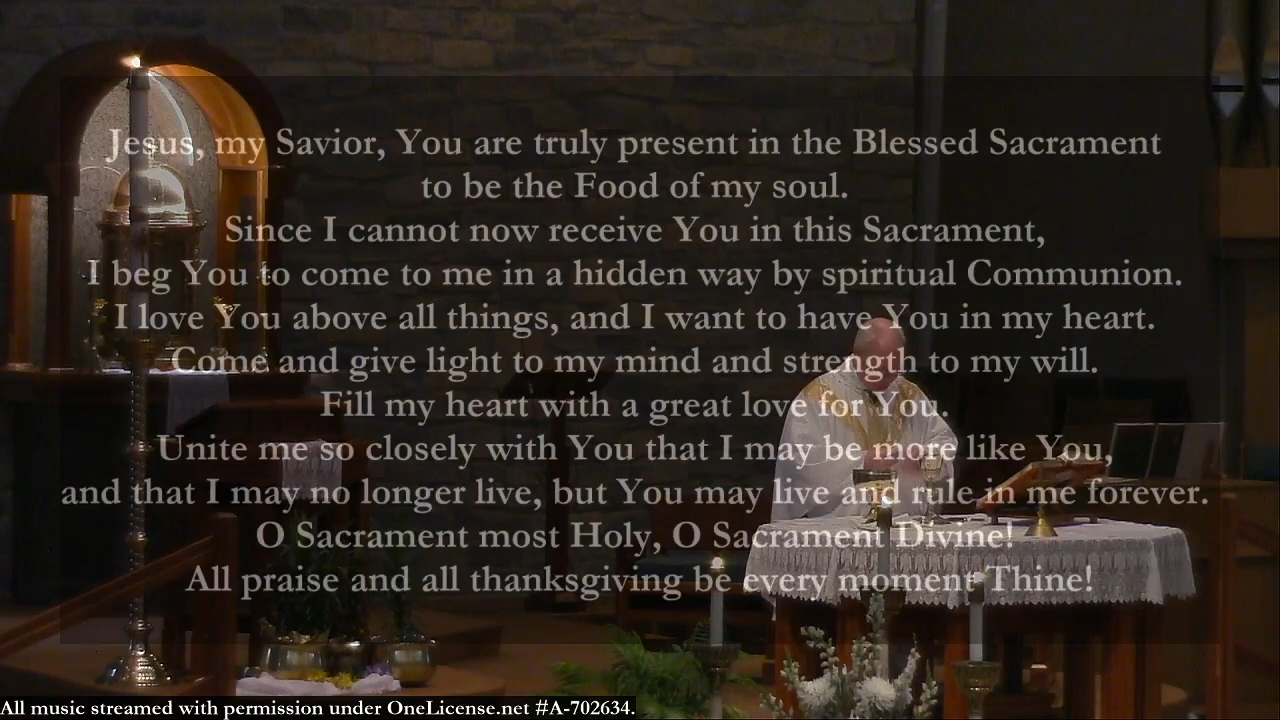 Jesus, my Savior, You are truly present in the Blessed Sacrament
to be the Food of my soul.
Since I cannot now receive You in this Sacrament,
I beg You to come to me in a hidden way by spiritual Communion.
I love You above all things, and I want to have You in my heart.
Come and give light to my mind and strength to my will.
Fill my heart with a great love for You.
Unite me so closely with You that I may be more like You,
and that I may no longer live, but You may live and rule in me forever.
O Sacrament most Holy, O Sacrament Divine!
All praise and all thanksgiving be every moment Thine!
All music streamed with permission under OneLicense.net #A-702634.